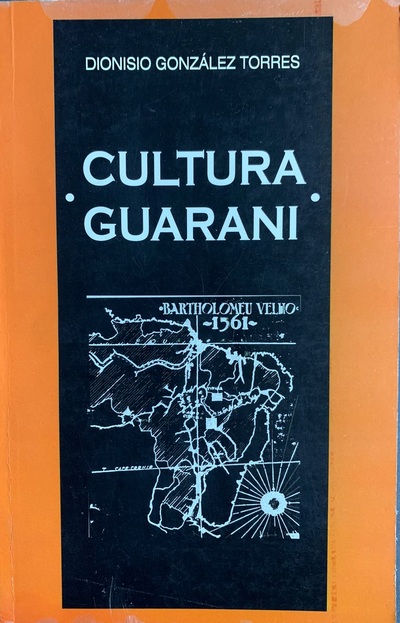 DIONISIO GONZÁLEZ TORRES
CULTURA
GUARANI
BARTHOLOMEU VELHO
~1561~